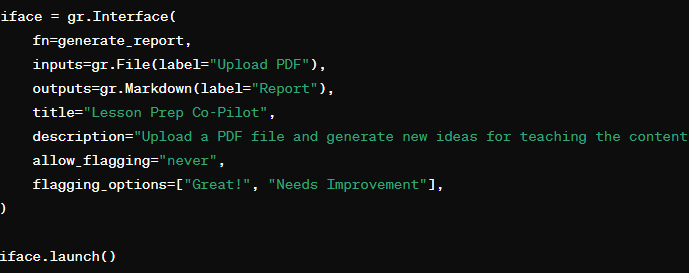 iface = gr.Interface(
    fn=generate_report,
    inputs=gr.File(label="Upload PDF"),
    outputs=gr.Markdown(label="Report"),
    title="Lesson Prep Co-Pilot",
    description="Upload a PDF file and generate new ideas for teaching the content
    allow_flagging="never",
    flagging_options=["Great!", "Needs Improvement"],
)
iface.launch()